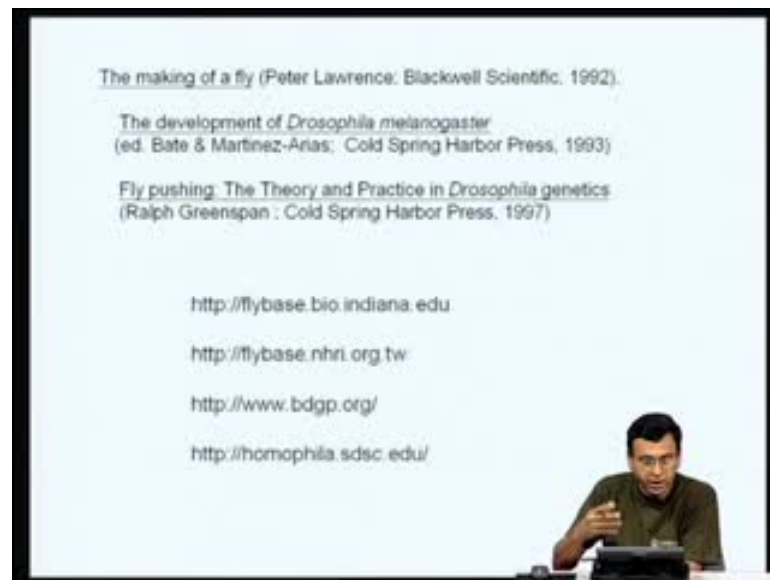 The making of a fly (Peter Lawrence; Blackwell Scientific, 1992).
The development of Drosophila melanogaster
(ed. Bate & Martinez-Arias; Cold Spring Harbor Press, 1993)
Fly pushing: The Theory and Practice in Drosophila genetics
(Ralph Greenspan ; Cold Spring Harbor Press, 1997)
http://flybase.bio.indiana.edu
http://flybase.nhri.org.tw
http://www.bdgp.org/
http://homophila.sdsc.edu/